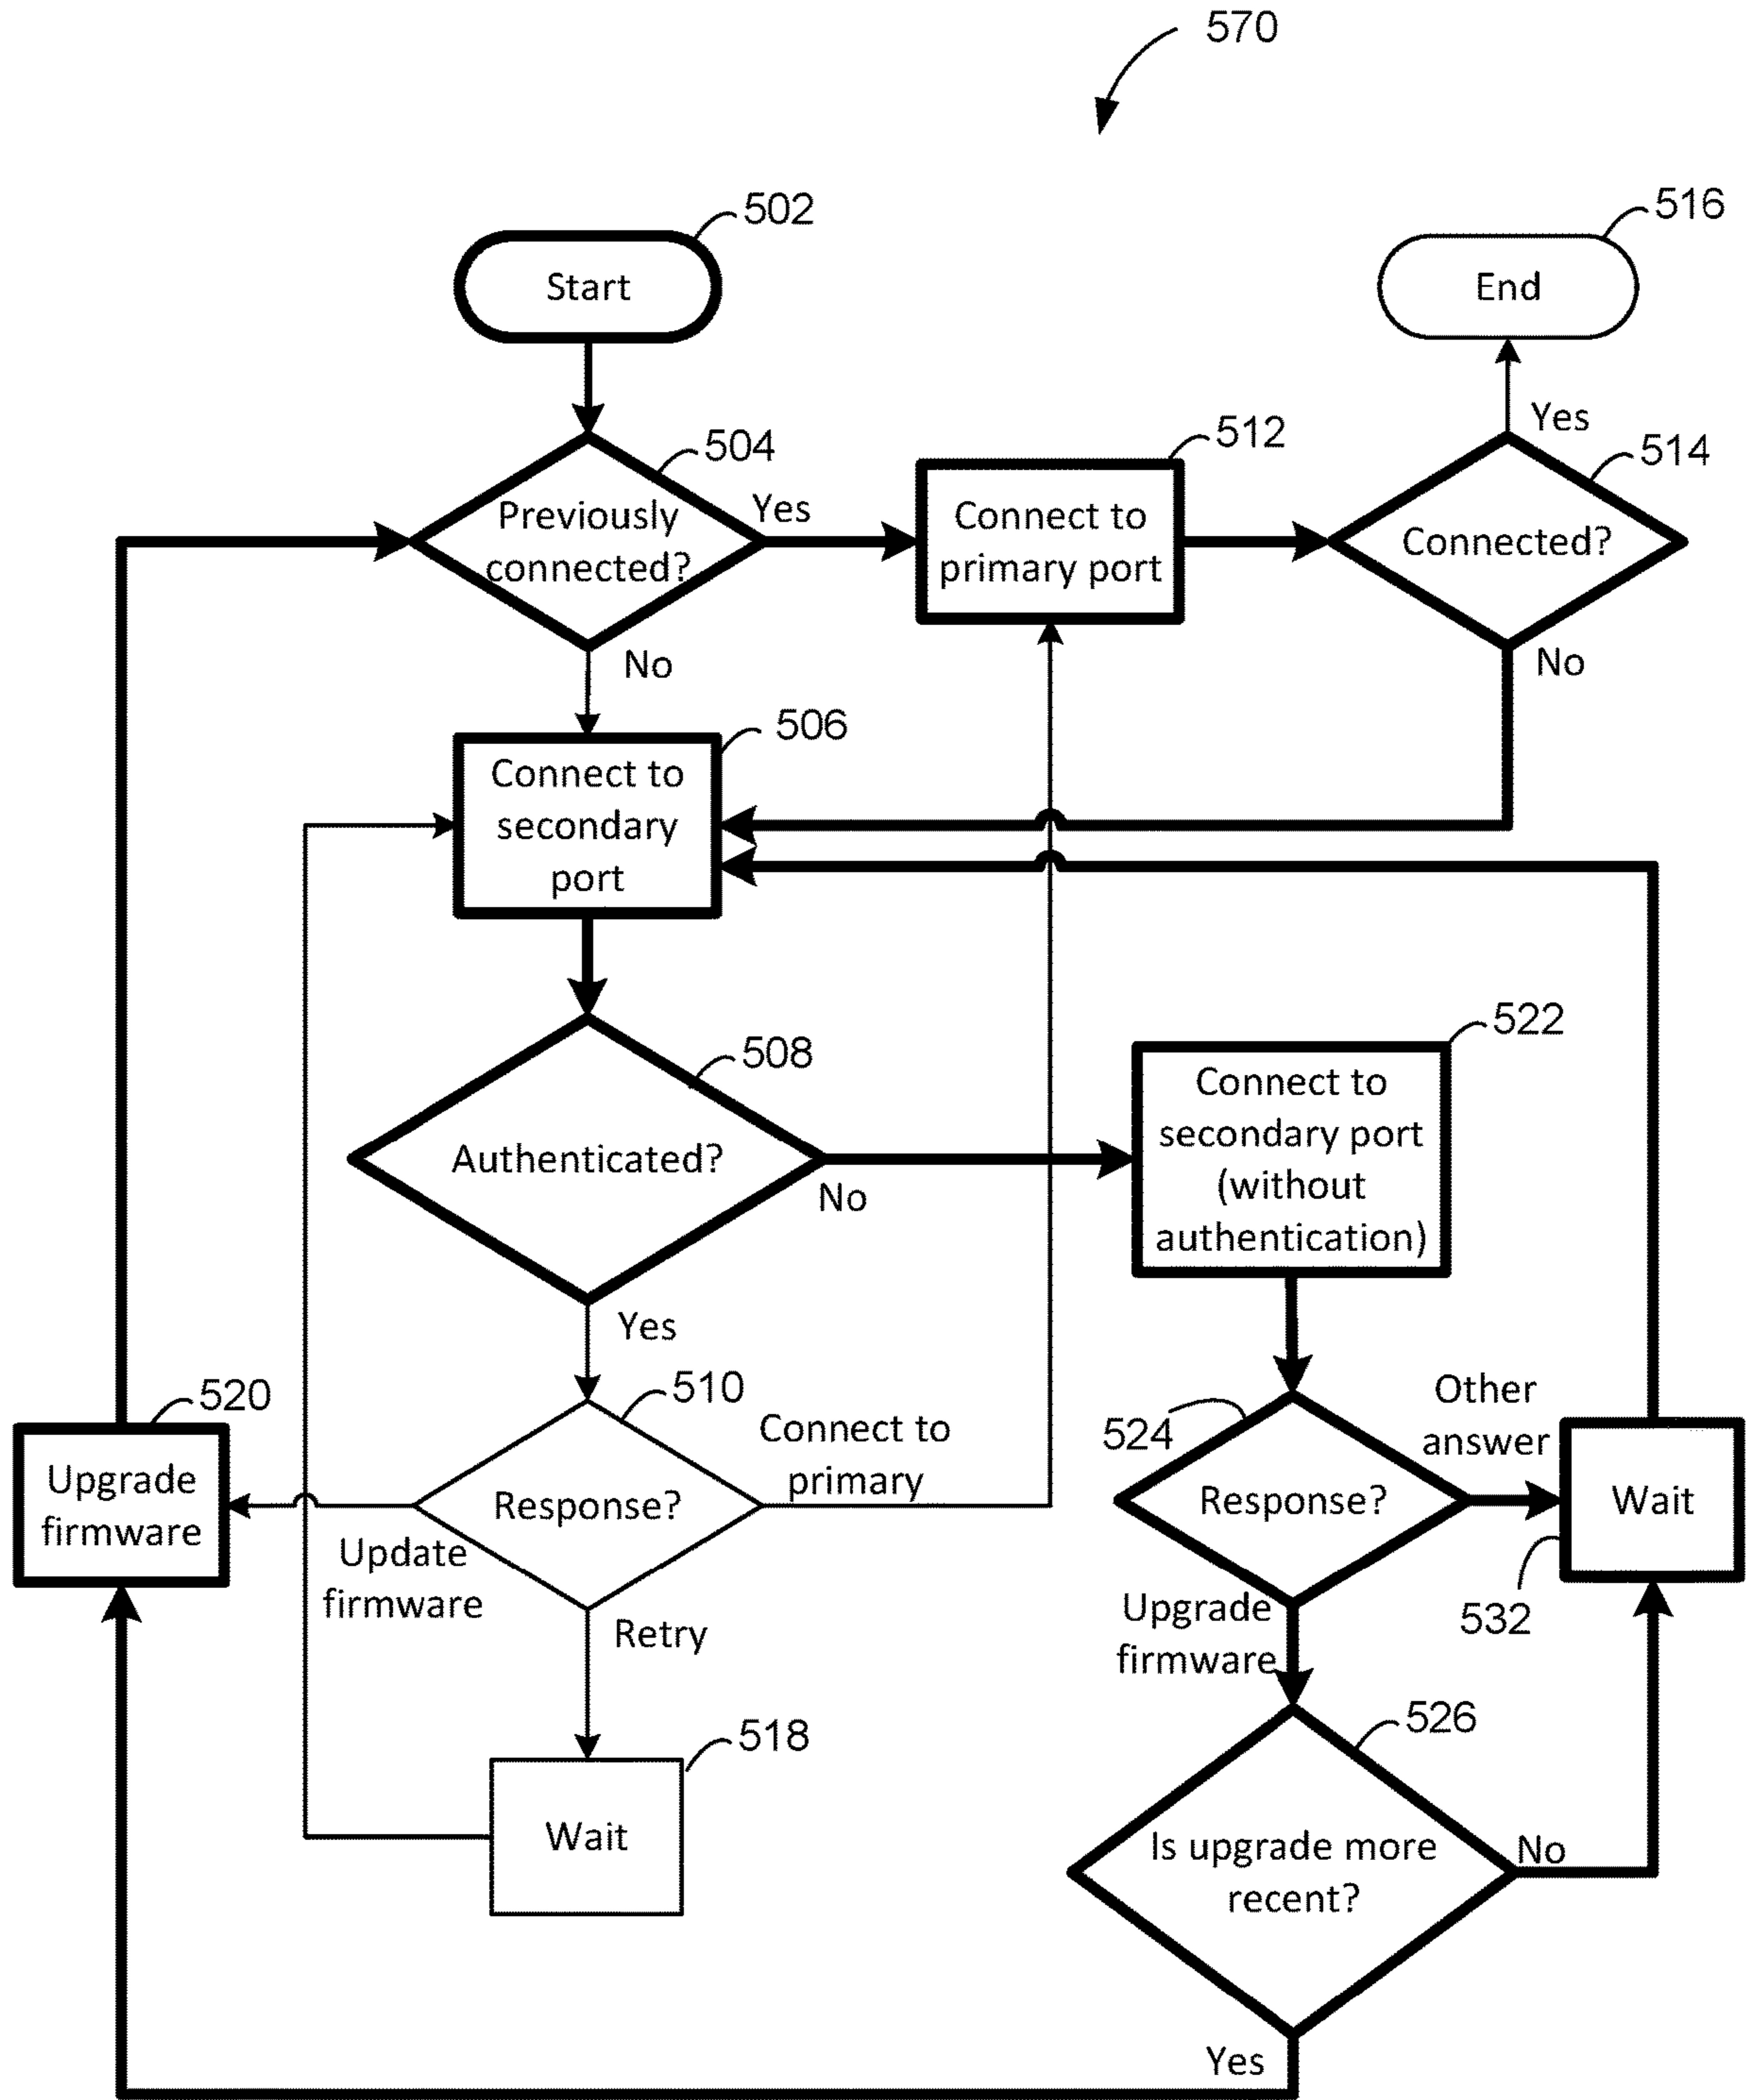 570
502
516
Start
End
504
512
Yes
514
Previously
connected?
Yes
Connect to
primary port
Connected?
No
No
506
Connect to
secondary
port
522
508
Connect to
secondary port
(without
authentication)
Authenticated?
No
Yes
510
520
Other
answer
524
Connect to
primary
Upgrade
firmware
Response?
Response?
Wait
Update
firmware
Upgrade
firmware
532
Retry
526
518
Wait
Is upgrade more
recent?
No
Yes